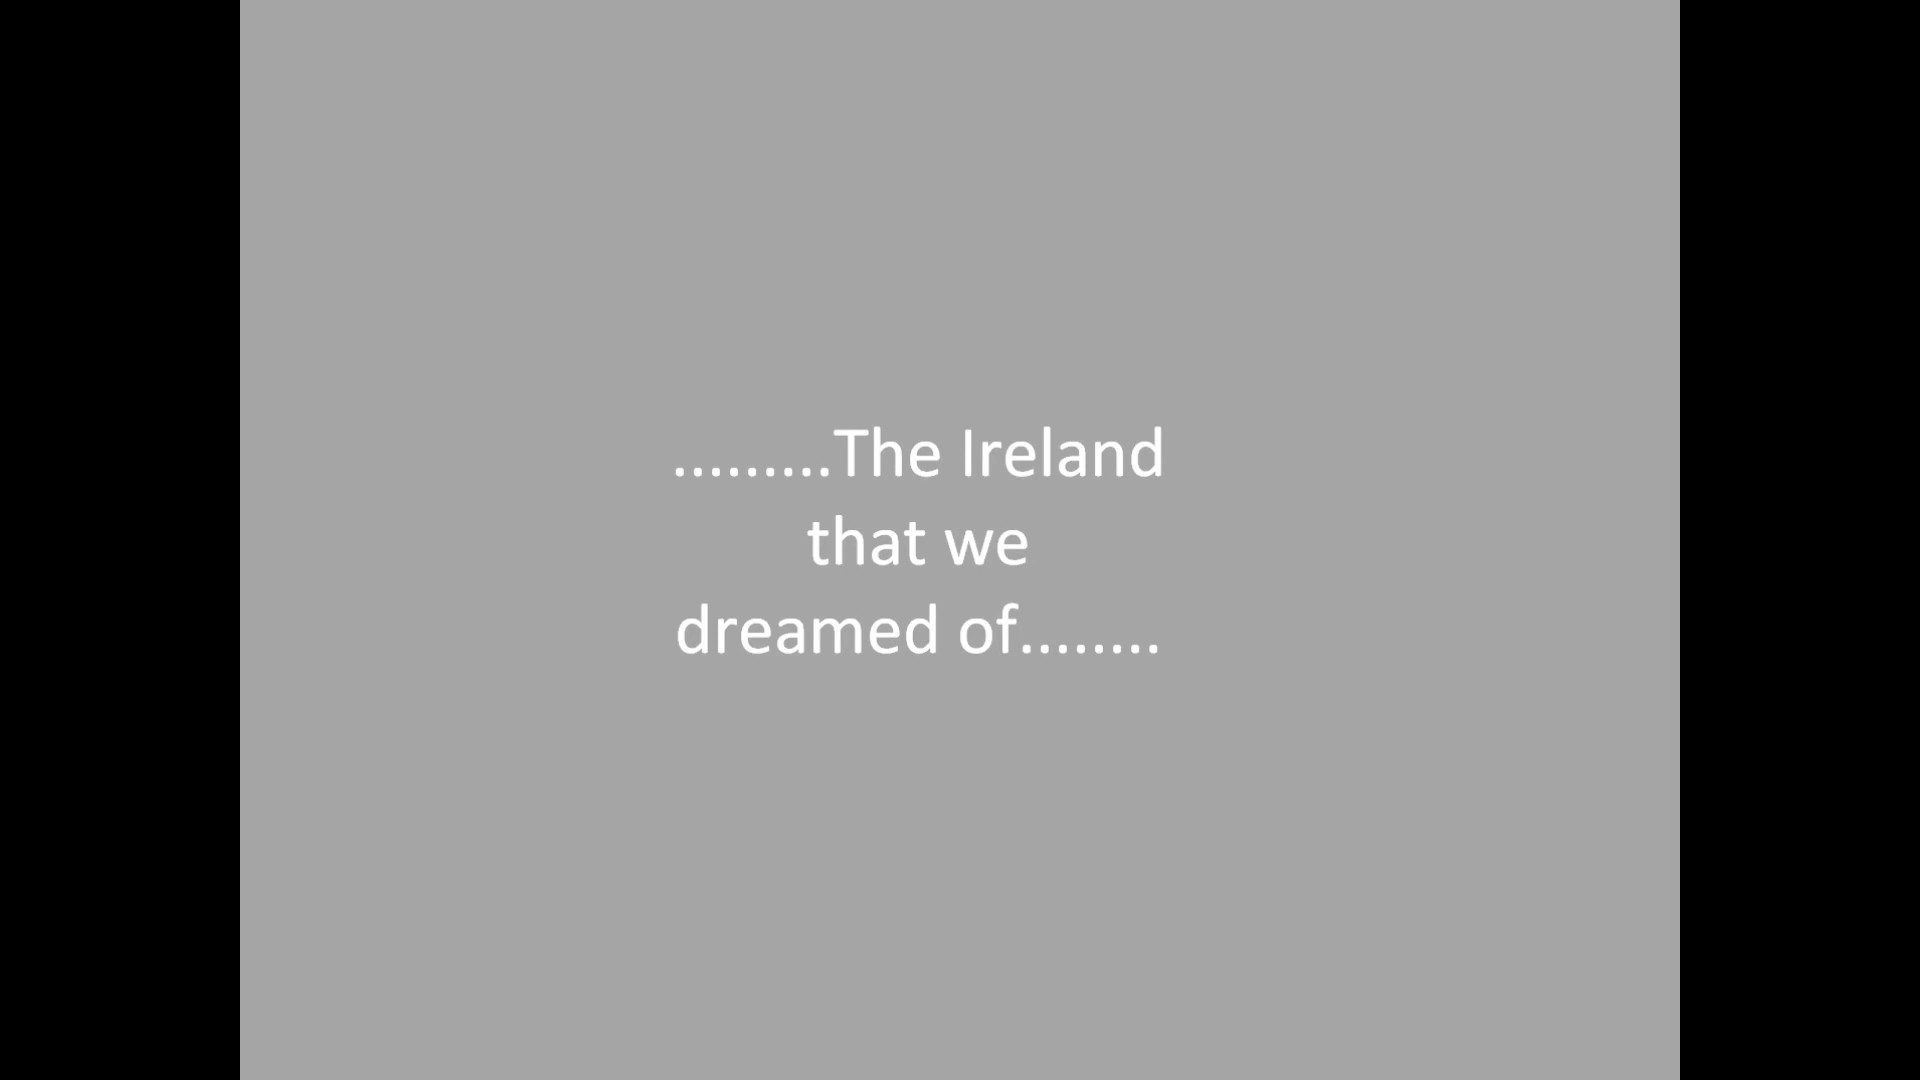 .........The Ireland
that we
dreamed of........